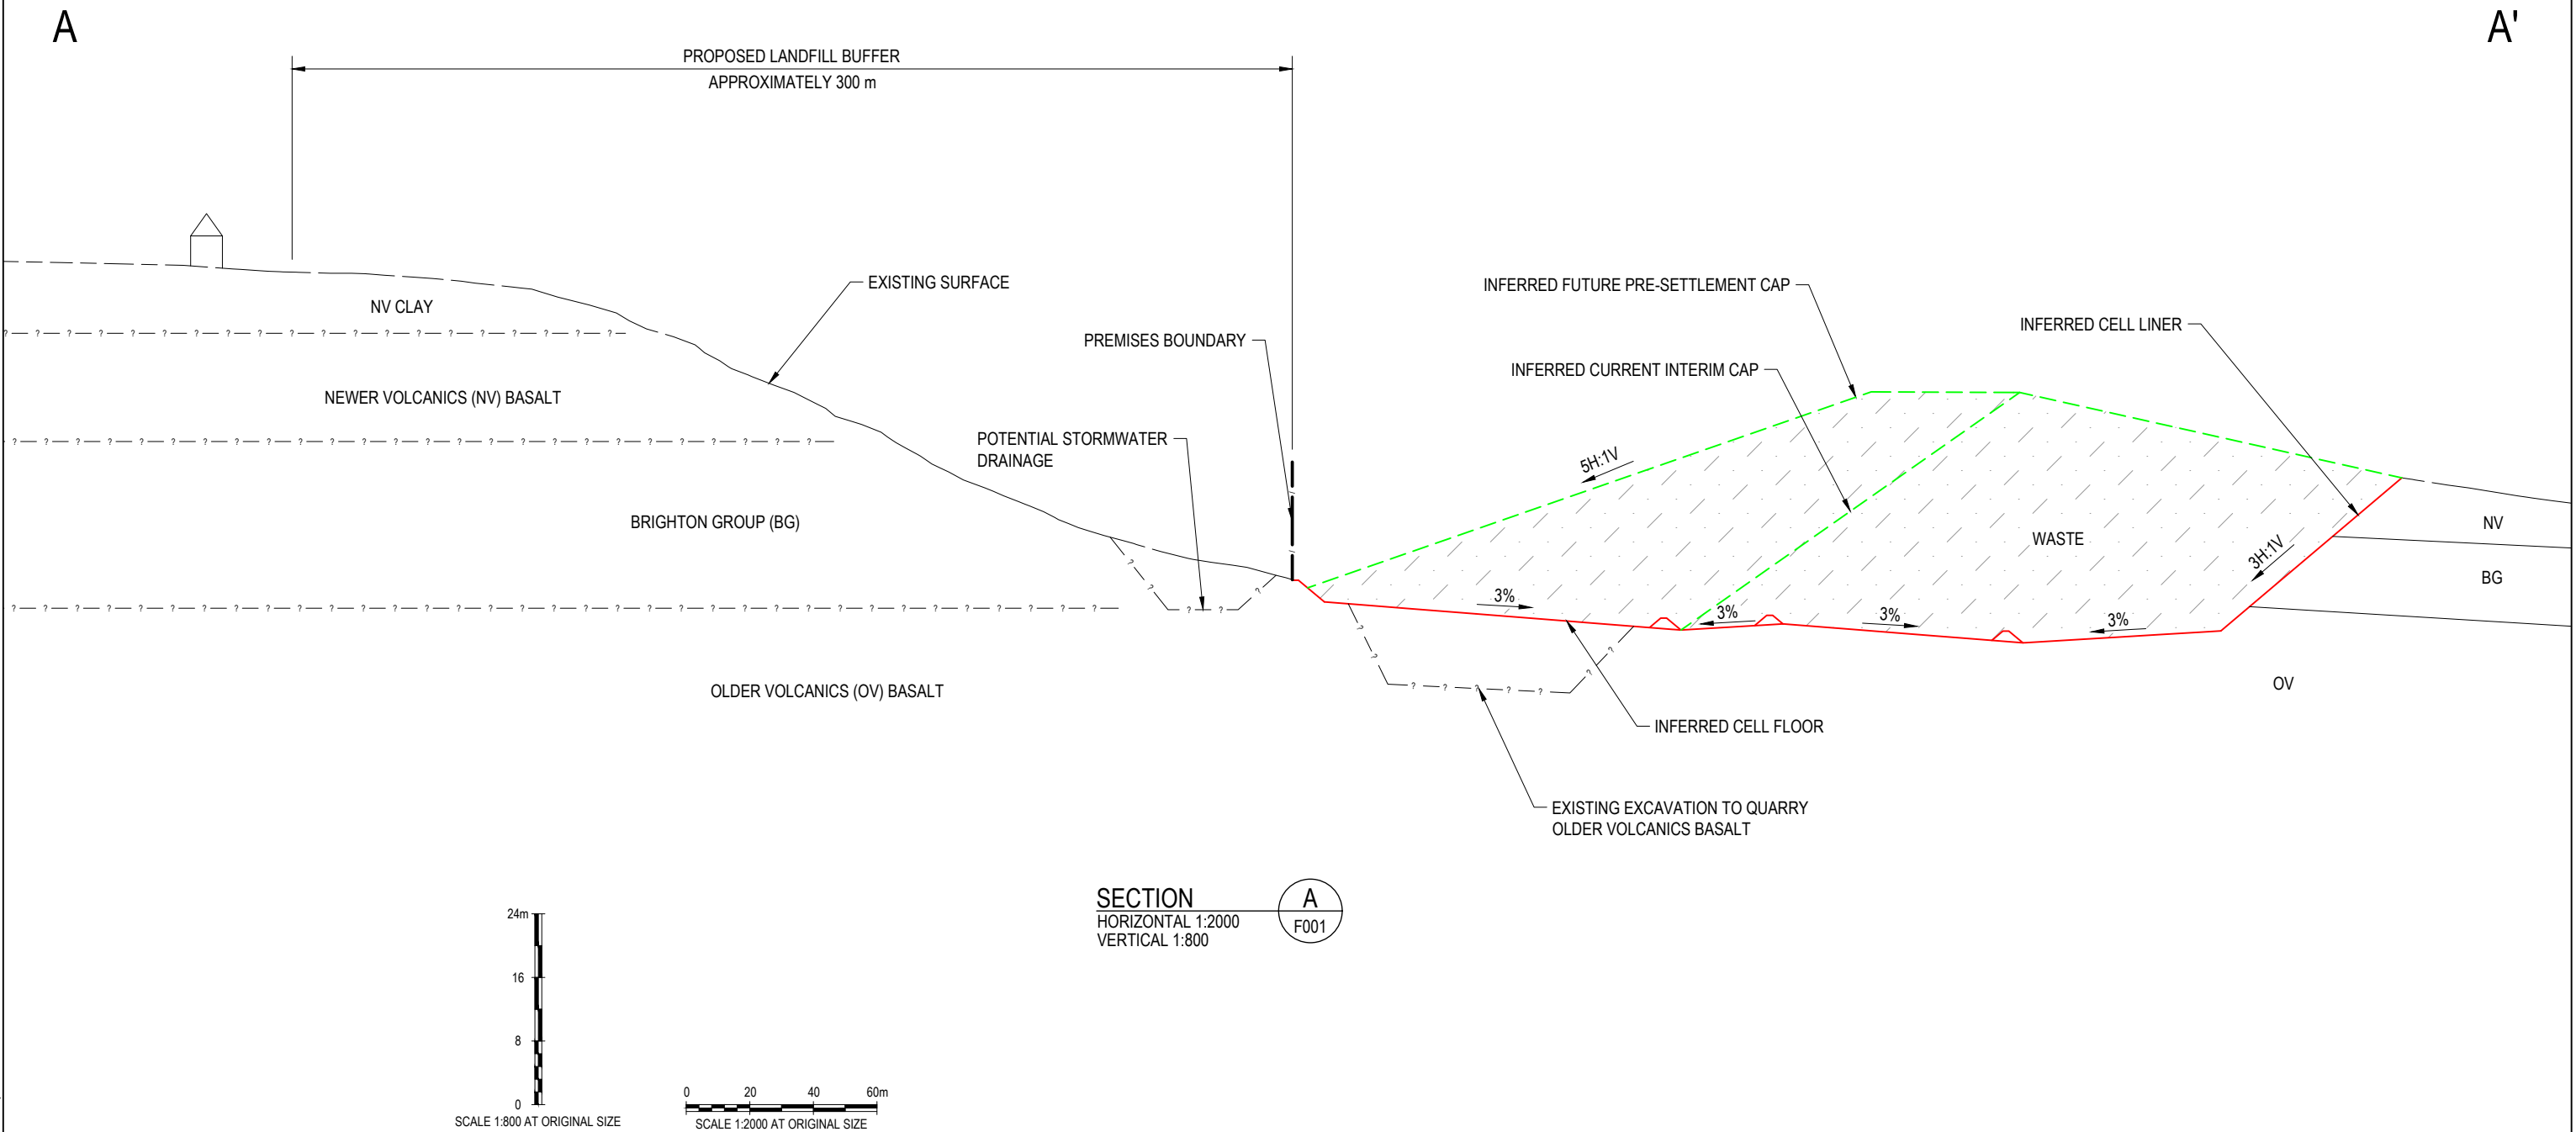 A
A'
PROPOSED LANDFILL BUFFER
APPROXIMATELY 300 m
EXISTING SURFACE
NV CLAY
NEWER VOLCANICS (NV) BASALT
BRIGHTON GROUP (BG)
OLDER VOLCANICS (OV) BASALT
PREMISES BOUNDARY
POTENTIAL STORMWATER
DRAINAGE
INFERRED FUTURE PRE-SETTLEMENT CAP
INFERRED CURRENT INTERIM CAP
INFERRED CELL LINER
5H:1V
WASTE
3H:1V
NV
BG
OV
3%
3%
3%
3%
INFERRED CELL FLOOR
EXISTING EXCAVATION TO QUARRY
OLDER VOLCANICS BASALT
SECTION
HORIZONTAL 1:2000
VERTICAL 1:800
A
F001
24m
16
8
0
SCALE 1:800 AT ORIGINAL SIZE
0 20 40 60m
SCALE 1:2000 AT ORIGINAL SIZE